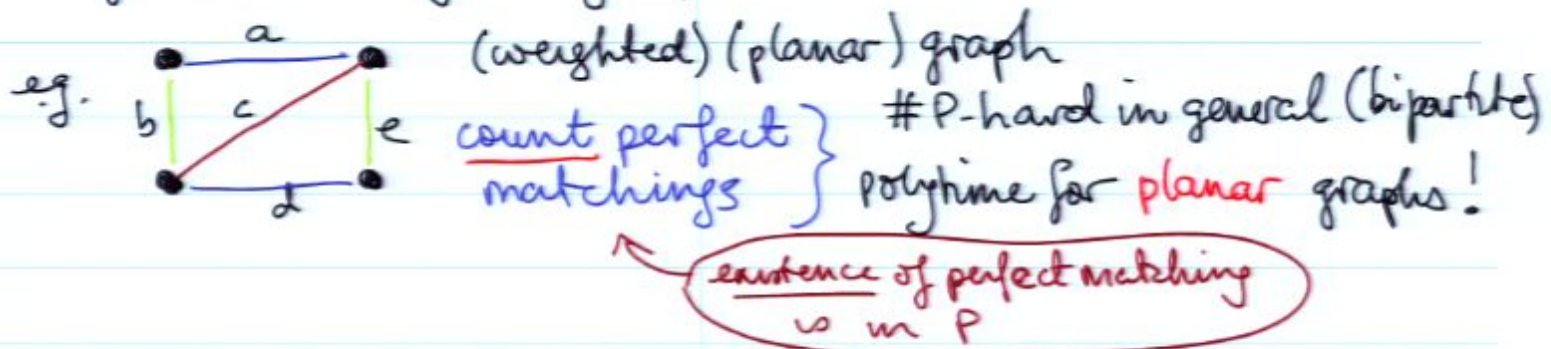 e.g.
a
b
c
d
e
(weighted) (planar) graph
count perfect
matchings
#P-hard in general (bipartite)
polytime for planar graphs!
existence of perfect matching
is in P